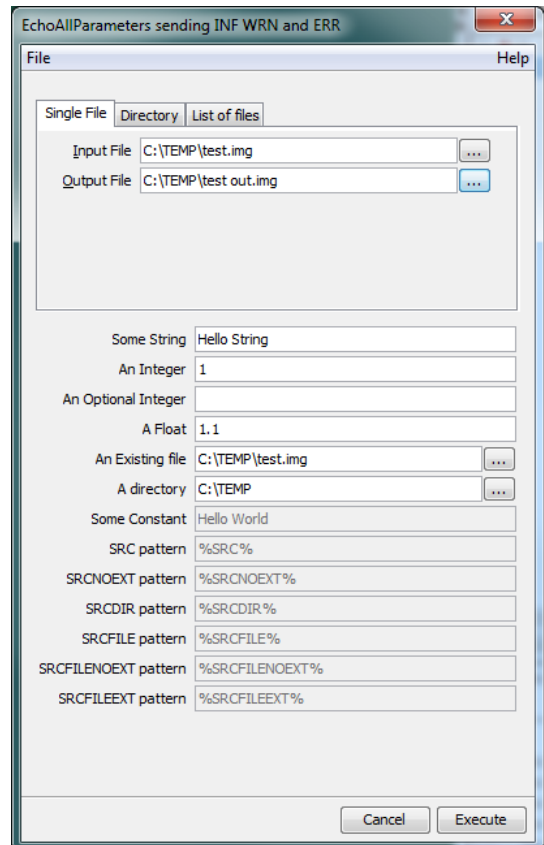 EchoAllParameters sending INF WRN and ERR
File Help
Single File Directory List of files
Input File C:\TEMP\test.img ...
Output File C:\TEMP\test out.img ...
Some String Hello String
An Integer 1
An Optional Integer
A Float 1.1
An Existing file C:\TEMP\test.img ...
A directory C:\TEMP ...
Some Constant Hello World
SRC pattern %SRC%
SRCNOEXT pattern %SRCNOEXT%
SRCDIR pattern %SRCDIR%
SRCFILE pattern %SRCFILE%
SRCFILENOEXT pattern %SRCFILENOEXT%
SRCFILEEXT pattern %SRCFILEEXT%
Cancel Execute